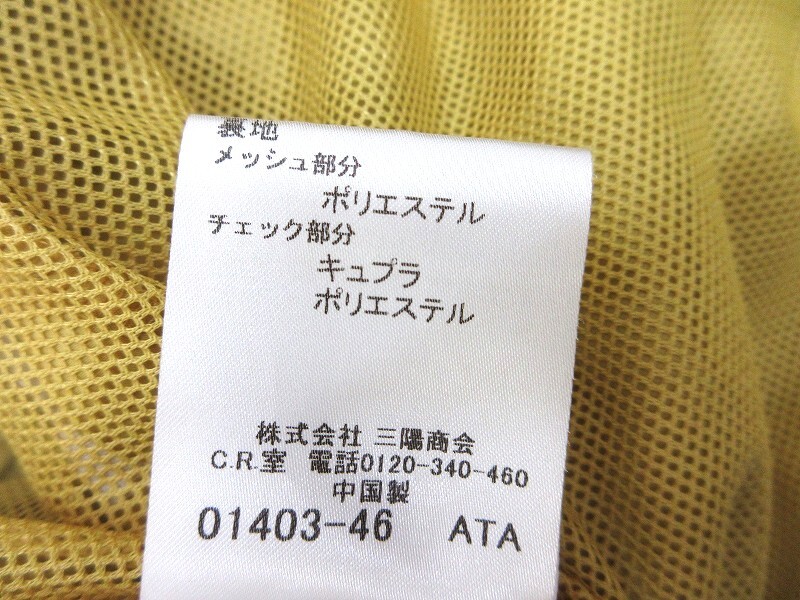 裏地
メッシュ部分
ポリエステル
チェック部分
キュプラ
ポリエステル
株式会社 三陽商会
C.R.室 電話0120-340-460
中国製
01403-46 ATA